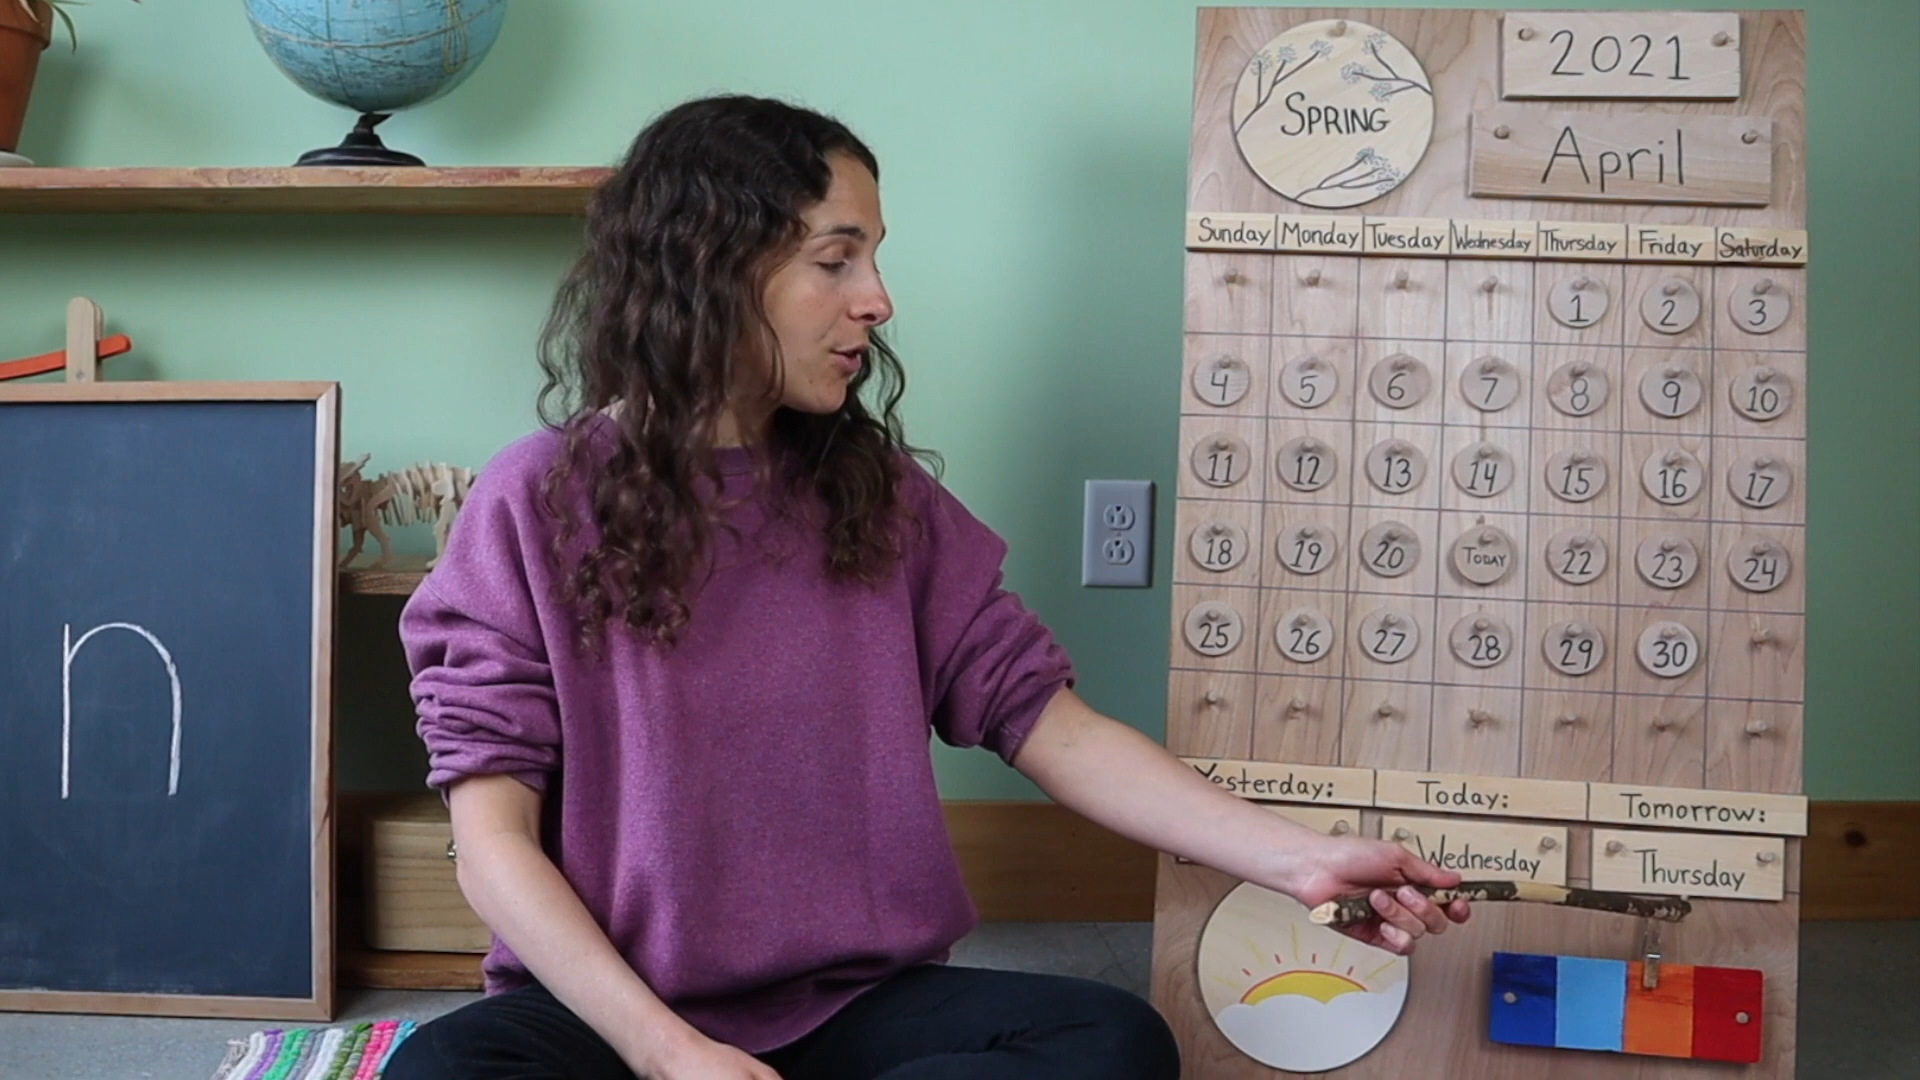 2021
SPRING
April
Sunday Monday Tuesday Wednesday Thursday Friday Saturday
1 2 3
4 5 6 7 8 9 10
11 12 13 14 15 16 17
18 19 20 TODAY 22 23 24
25 26 27 28 29 30
Yesterday: Today: Tomorrow:
Wednesday Thursday
n